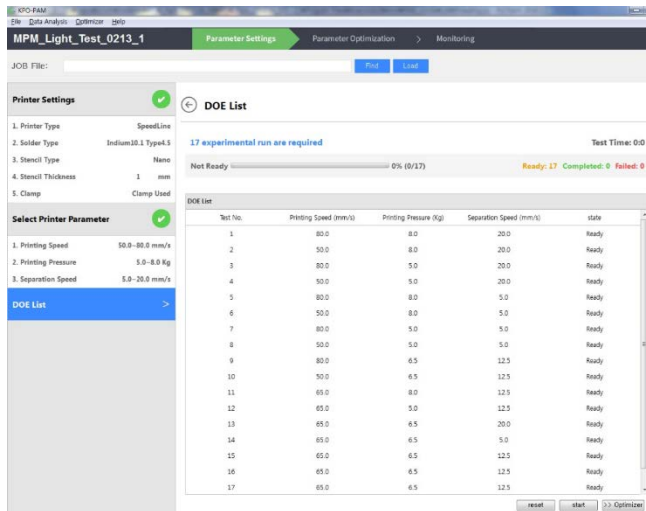 KPO-PAM
File Data Analysis Optimizer Help
MPM_Light_Test_0213_1 Parameter Settings Parameter Optimization > Monitoring
JOB File: Find Load
Printer Settings
1. Printer Type SpeedLine
2. Solder Type Indium10.1 Type4.5
3. Stencil Type Nano
4. Stencil Thickness 1 mm
5. Clamp Clamp Used
Select Printer Parameter
1. Printing Speed 50.0~80.0 mm/s
2. Printing Pressure 5.0~8.0 Kg
3. Separation Speed 5.0~20.0 mm/s
DOE List >
DOE List
17 experimental run are required Test Time: 0:0
Not Ready 0% (0/17) Ready: 17 Completed: 0 Failed: 0
DOE List
Test No. Printing Speed (mm/s) Printing Pressure (Kg) Separation Speed (mm/s) state
1 80.0 8.0 20.0 Ready
2 50.0 8.0 20.0 Ready
3 80.0 5.0 20.0 Ready
4 50.0 5.0 20.0 Ready
5 80.0 8.0 5.0 Ready
6 50.0 8.0 5.0 Ready
7 80.0 5.0 5.0 Ready
8 50.0 5.0 5.0 Ready
9 80.0 6.5 12.5 Ready
10 50.0 6.5 12.5 Ready
11 65.0 8.0 12.5 Ready
12 65.0 5.0 12.5 Ready
13 65.0 6.5 20.0 Ready
14 65.0 6.5 5.0 Ready
15 65.0 6.5 12.5 Ready
16 65.0 6.5 12.5 Ready
17 65.0 6.5 12.5 Ready
reset start >> Optimizer